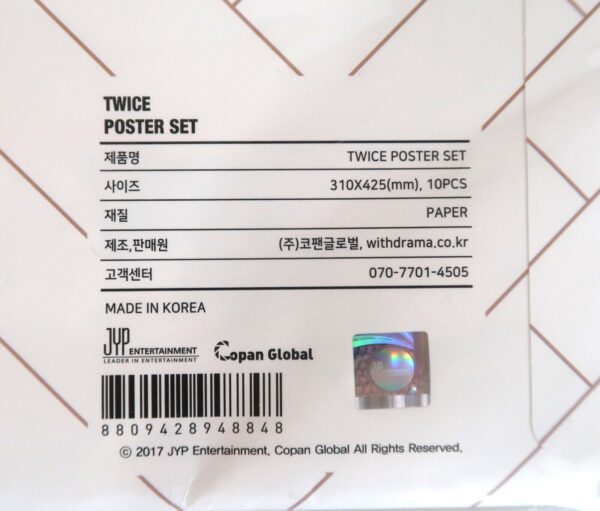 TWICE
POSTER SET
제품명 TWICE POSTER SET
사이즈 310X425(mm), 10PCS
재질 PAPER
제조,판매원 (주)코팬글로벌, withdrama.co.kr
고객센터 070-7701-4505
MADE IN KOREA
JYP ENTERTAINMENT
LEADER IN ENTERTAINMENT
Copan Global
8809428948848
© 2017 JYP Entertainment, Copan Global All Rights Reserved.